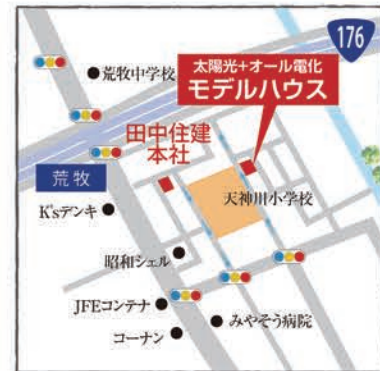 176
荒牧中学校
太陽光+オール電化
モデルハウス
田中住建
本社
荒牧
天神川小学校
K'sデンキ
昭和シェル
JFEコンテナ
みやそう病院
コーナン